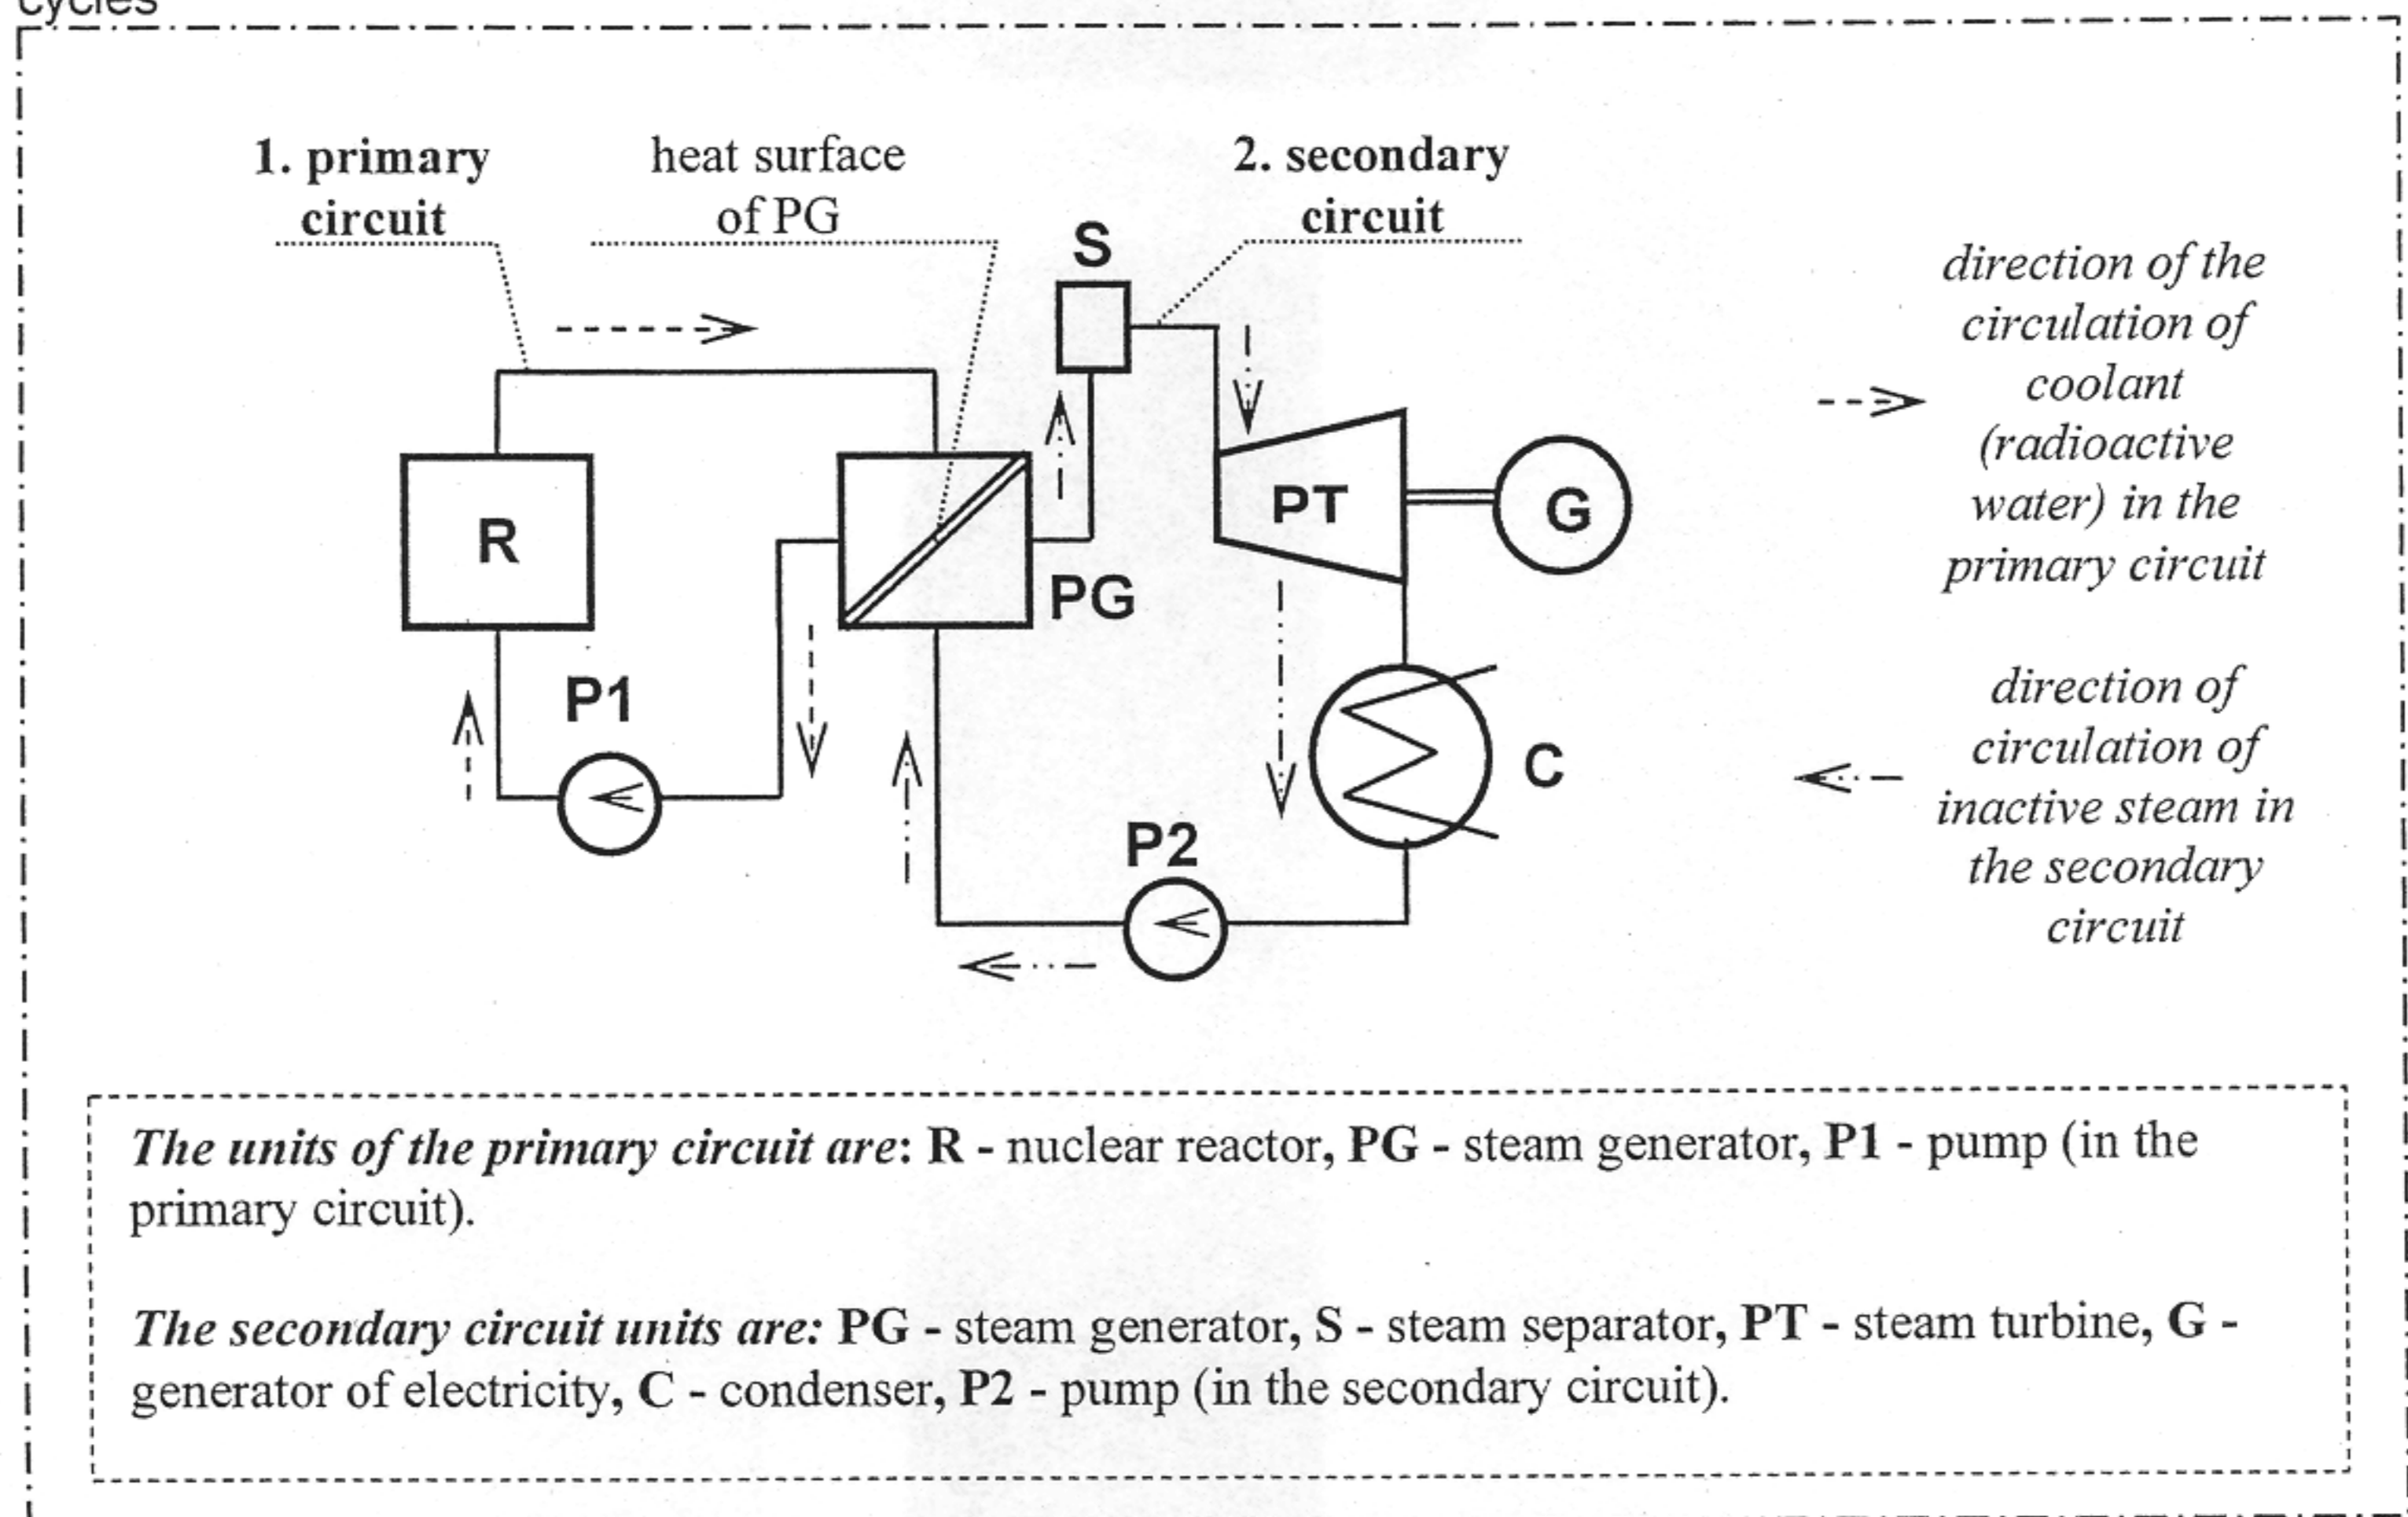 cycles
1. primary
circuit
heat surface
of PG
2. secondary
circuit
S
R
PG
PT
G
P1
P2
C
direction of the
circulation of
coolant
(radioactive
water) in the
primary circuit
direction of
circulation of
inactive steam in
the secondary
circuit
The units of the primary circuit are: R - nuclear reactor, PG - steam generator, P1 - pump (in the
primary circuit).
The secondary circuit units are: PG - steam generator, S - steam separator, PT - steam turbine, G -
generator of electricity, C - condenser, P2 - pump (in the secondary circuit).